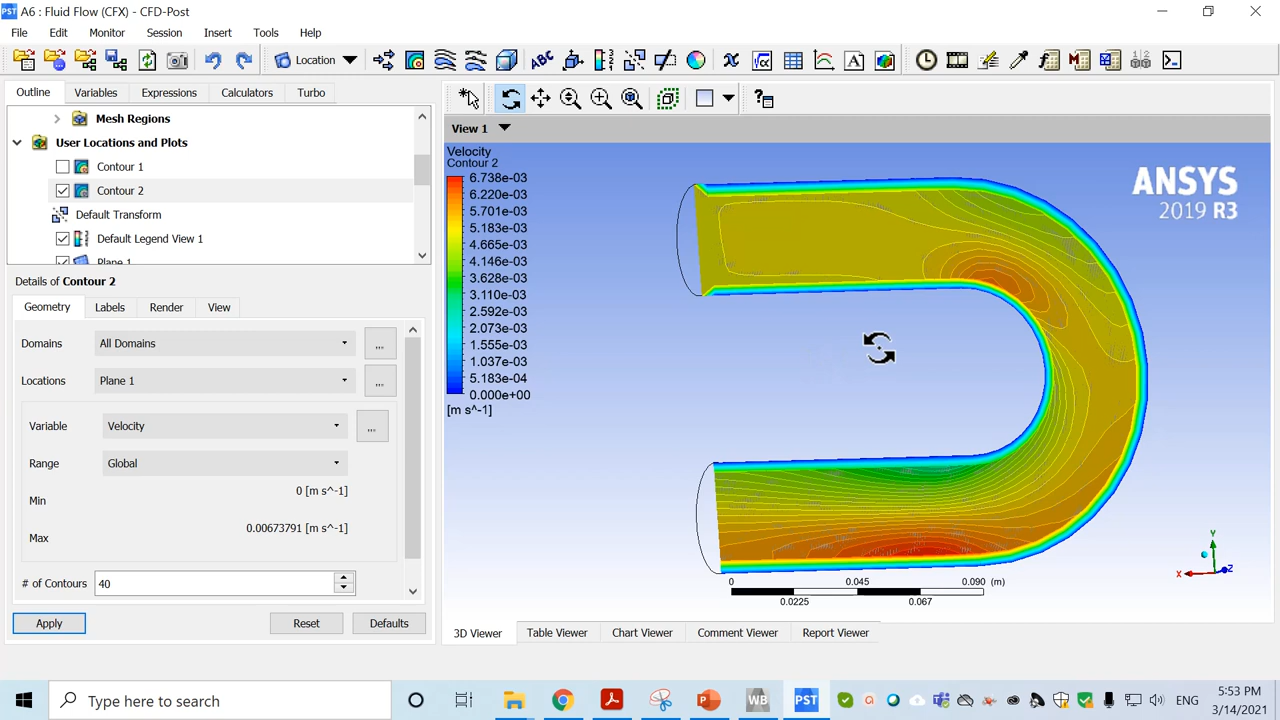 PST
A6 : Fluid Flow (CFX) - CFD-Post
File Edit Monitor Session Insert Tools Help
Location
Outline Variables Expressions Calculators Turbo
Mesh Regions
User Locations and Plots
Contour 1
Contour 2
Default Transform
Default Legend View 1
Plane 1
Details of Contour 2
Geometry Labels Render View
Domains All Domains ...
Locations Plane 1 ...
Variable Velocity ...
Range Global
Min 0 [m s^-1]
Max 0.00673791 [m s^-1]
# of Contours 40
Apply Reset Defaults
View 1
Velocity
Contour 2
6.738e-03
6.220e-03
5.701e-03
5.183e-03
4.665e-03
4.146e-03
3.628e-03
3.110e-03
2.592e-03
2.073e-03
1.555e-03
1.037e-03
5.183e-04
0.000e+00
[m s^-1]
ANSYS
2019 R3
Y
X
Z
0 0.045 0.090 (m)
0.0225 0.067
3D Viewer Table Viewer Chart Viewer Comment Viewer Report Viewer
Type here to search
WB
PST
ENG
5:53 PM
3/14/2021